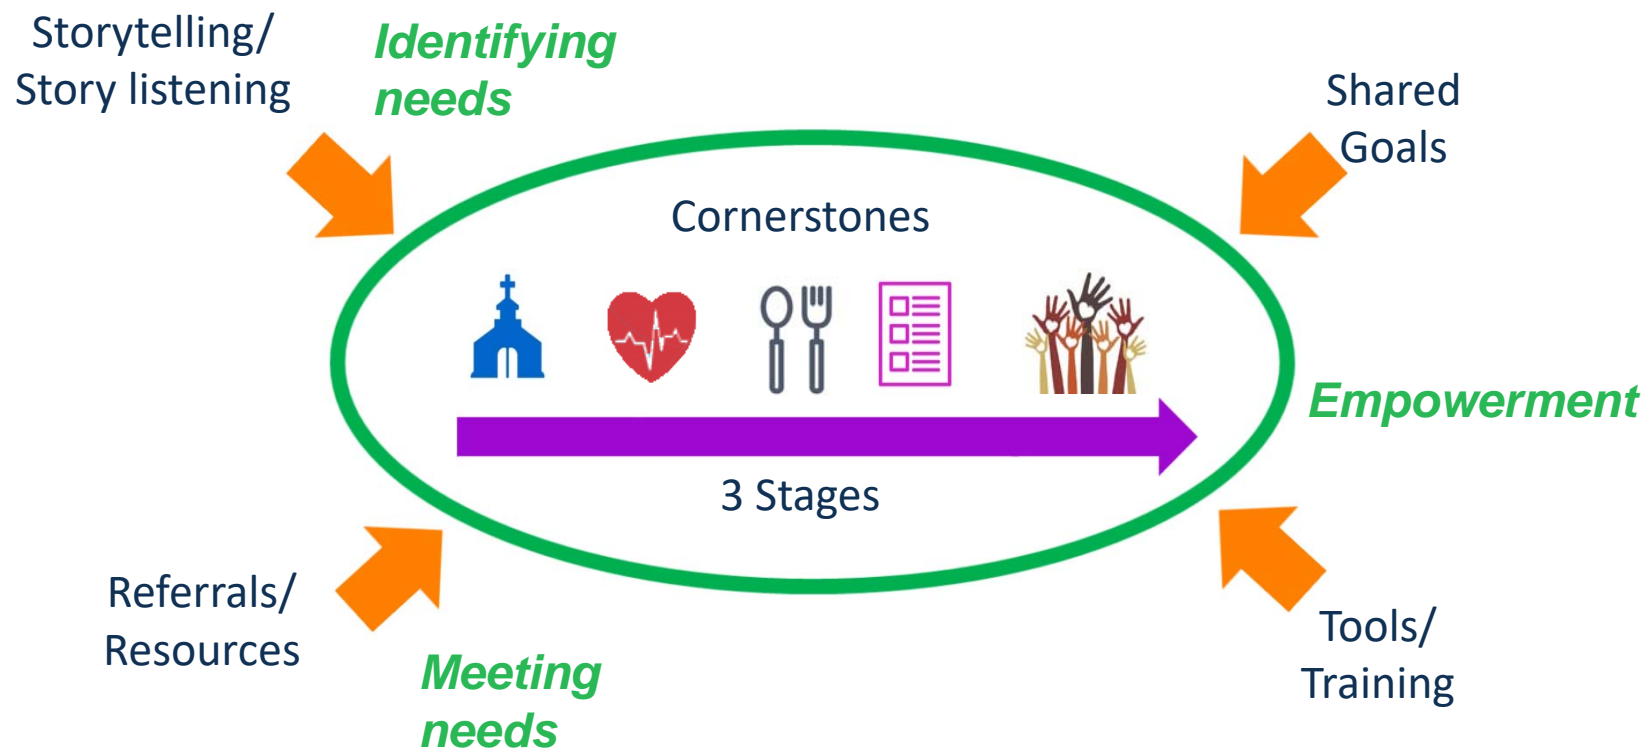 Storytelling/
Story listening
Identifying
needs
Shared
Goals
Cornerstones
Empowerment
3 Stages
Referrals/
Resources
Meeting
needs
Tools/
Training